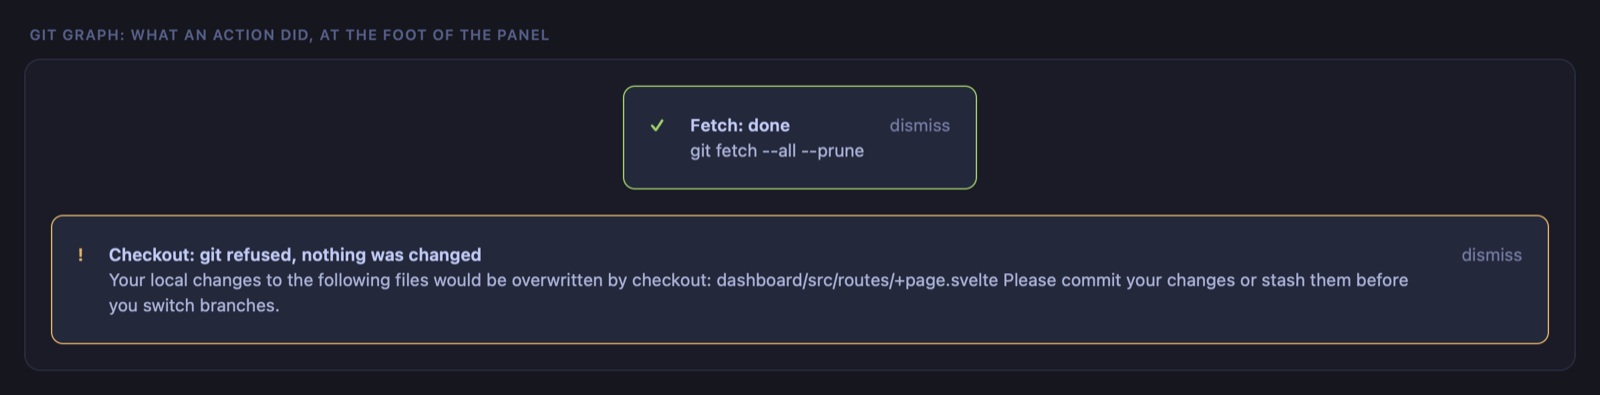 GIT GRAPH: WHAT AN ACTION DID, AT THE FOOT OF THE PANEL
✓ Fetch: done dismiss
git fetch --all --prune
! Checkout: git refused, nothing was changed dismiss
Your local changes to the following files would be overwritten by checkout: dashboard/src/routes/+page.svelte Please commit your changes or stash them before
you switch branches.